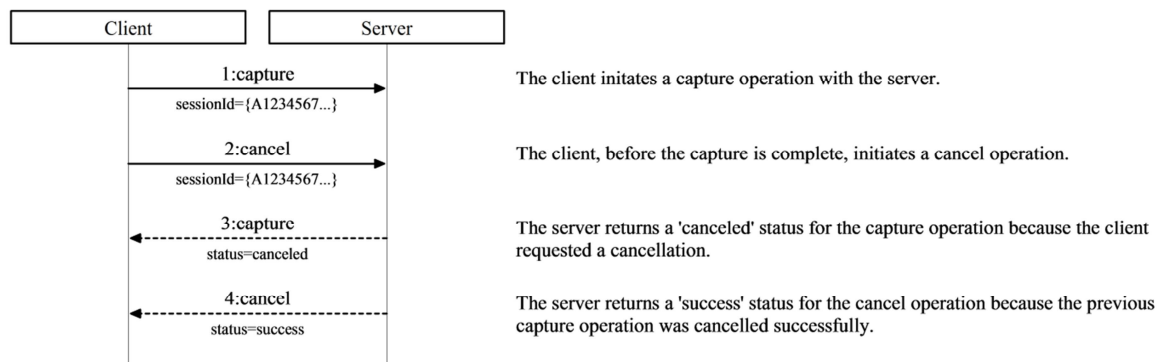 Client
Server
1:capture
The client initates a capture operation with the server.
sessionId={A1234567...}
2:cancel
The client, before the capture is complete, initiates a cancel operation.
sessionId={A1234567...}
3:capture
The server returns a 'canceled' status for the capture operation because the client
requested a cancellation.
status=canceled
4:cancel
The server returns a 'success' status for the cancel operation because the previous
capture operation was cancelled successfully.
status=success